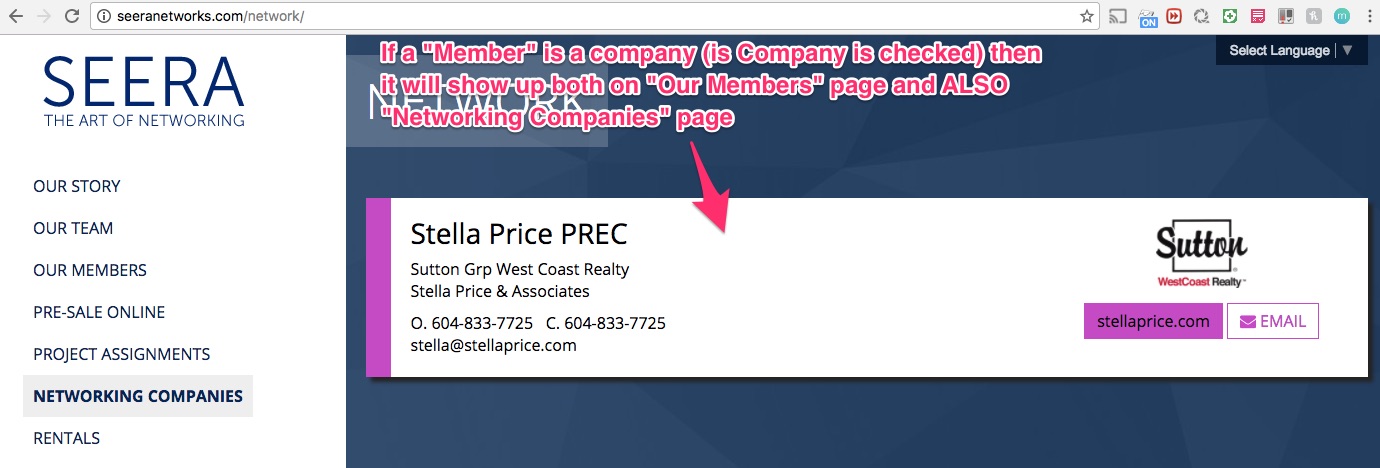 seeranetworks.com/network/
ON
m
SEERA
THE ART OF NETWORKING
If a "Member" is a company (is Company is checked) then
it will show up both on "Our Members" page and ALSO
"Networking Companies" page
NETWORK
Select Language
OUR STORY
OUR TEAM
OUR MEMBERS
PRE-SALE ONLINE
PROJECT ASSIGNMENTS
NETWORKING COMPANIES
RENTALS
Stella Price PREC
Sutton Grp West Coast Realty
Stella Price & Associates
O. 604-833-7725 C. 604-833-7725
stella@stellaprice.com
Sutton
WestCoast Realty
stellaprice.com
EMAIL